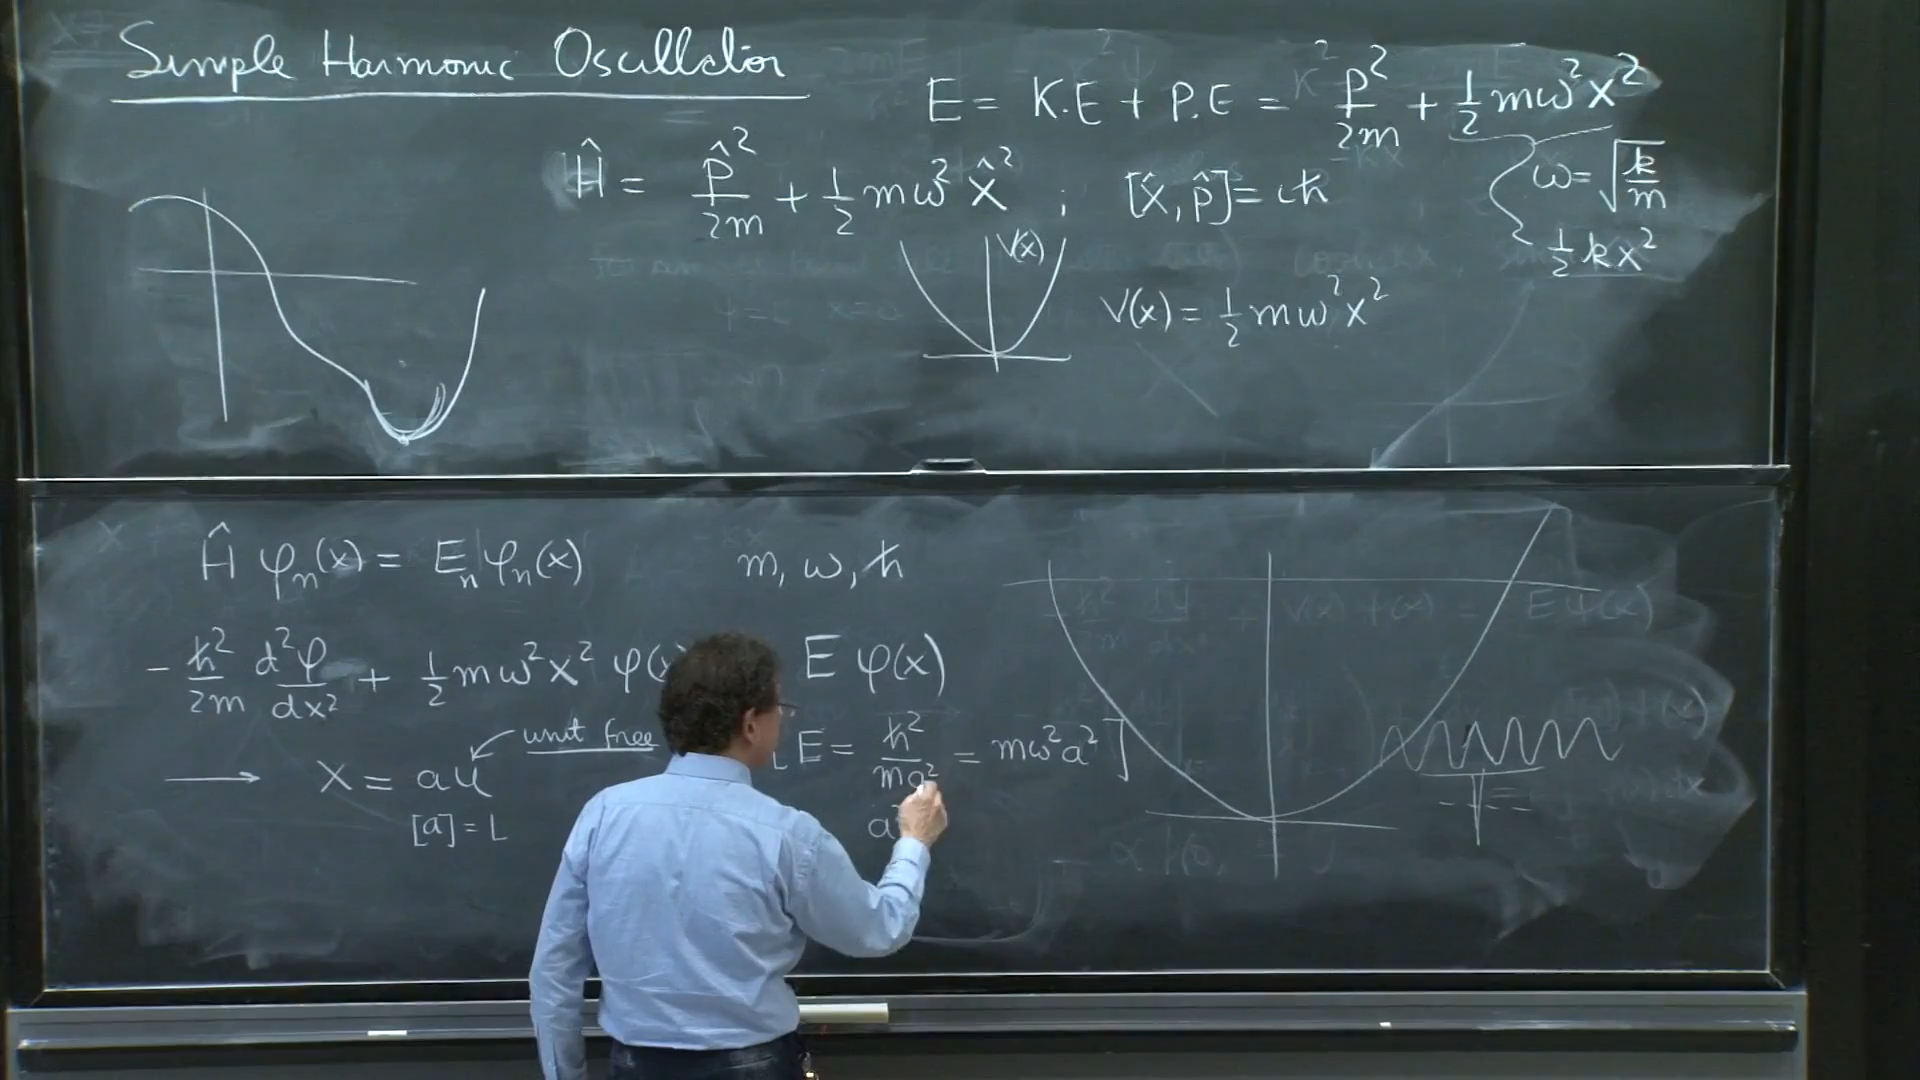 Simple Harmonic Oscillator
E = K.E + P.E = p²/2m + ½ mω²x²
Ĥ = p̂²/2m + ½ mω² x̂² ; [x̂, p̂] = iħ
ω = √(k/m)
½ kx²
V(x)
V(x) = ½ mω²x²
Ĥ φₙ(x) = Eₙ φₙ(x) m, ω, ħ
-ħ²/2m d²φ/dx² + ½ mω²x² φ(x E φ(x)
unit free
→ x = au [E = ħ²/ma² = mω²a²]
[a] = L a